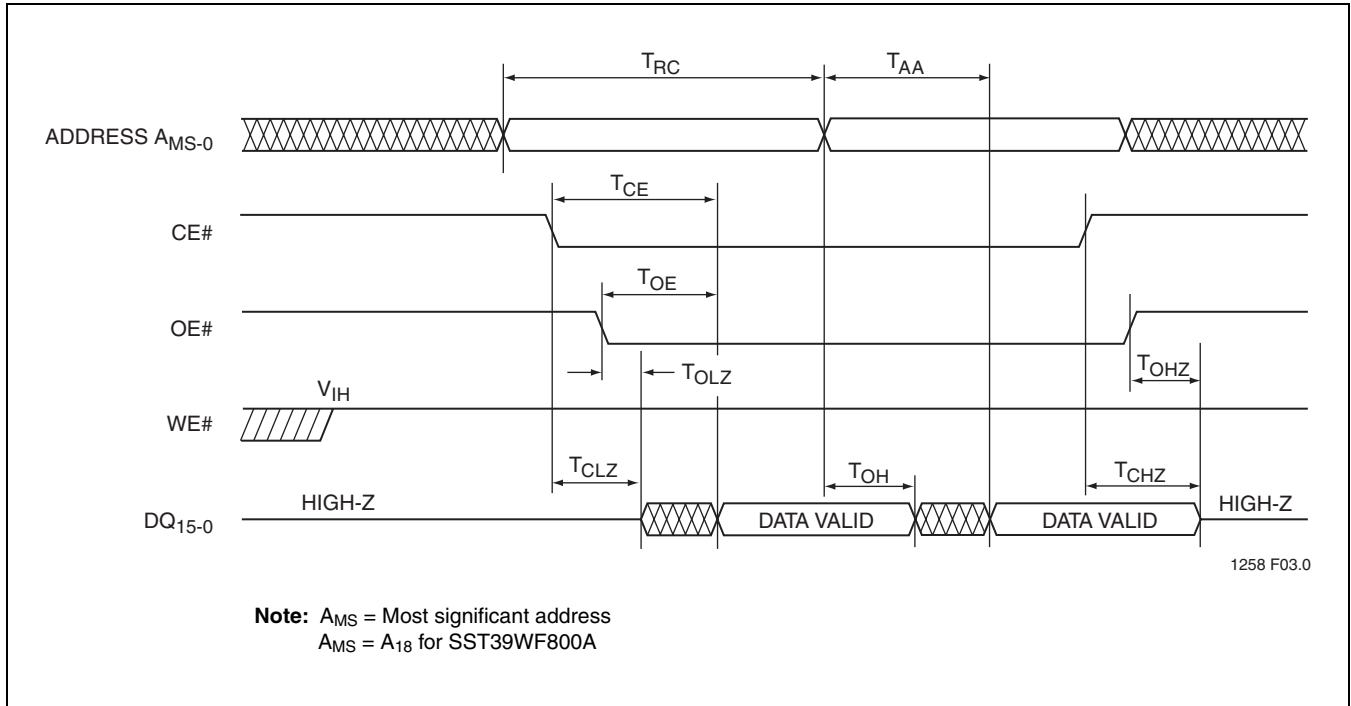 TRC TAA
ADDRESS AMS-0
TCE
CE#
TOE
OE#
TOLZ TOHZ
VIH
WE#
TCLZ TOH TCHZ
HIGH-Z HIGH-Z
DQ15-0 DATA VALID DATA VALID
1258 F03.0
Note: AMS = Most significant address
AMS = A18 for SST39WF800A